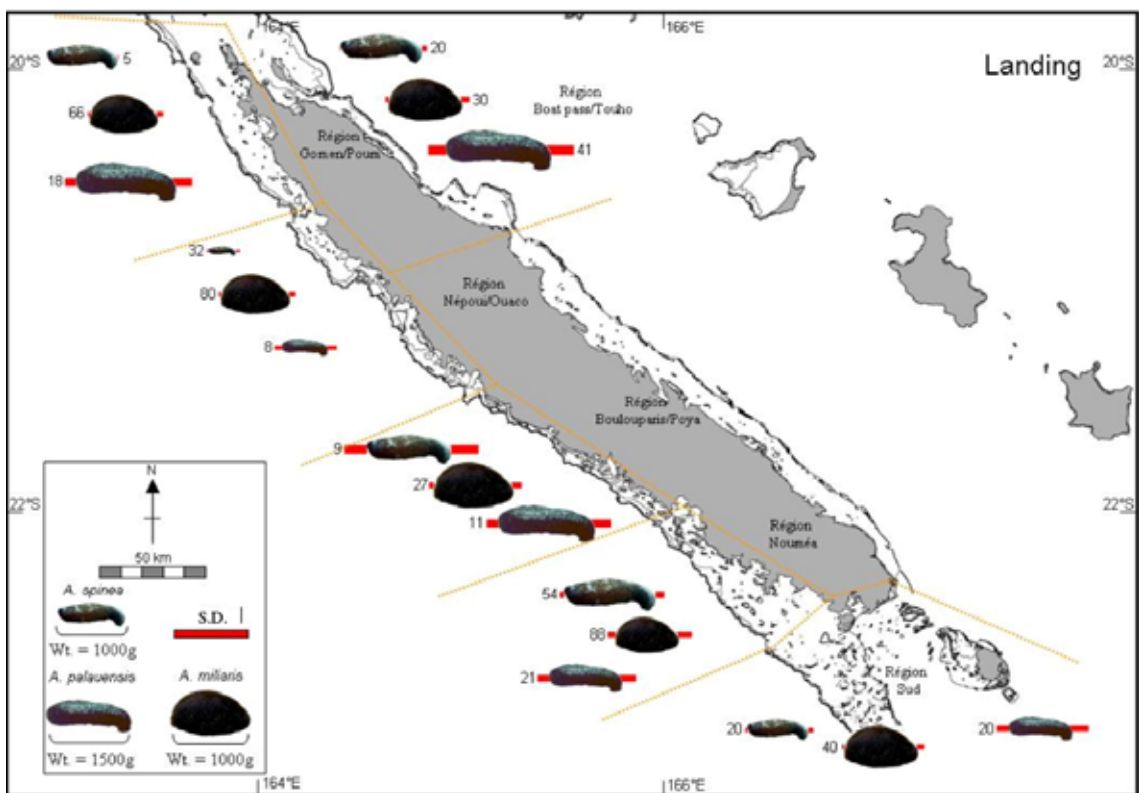 164°E
166°E
20°S
20°S
Landing
5
20
66
30
Région
Boat pass/Touho
Région
Gomen/Poum
41
18
32
80
Région
Népoui/Ouaco
8
Région
Boulouparis/Poya
9
27
11
22°S
22°S
Région
Nouméa
N
50 km
A. spinea
S.D.
Wt. = 1000g
A. palauensis
A. miliaris
Wt. = 1500g
Wt. = 1000g
54
88
21
Région
Sud
20
40
20
164°E
166°E